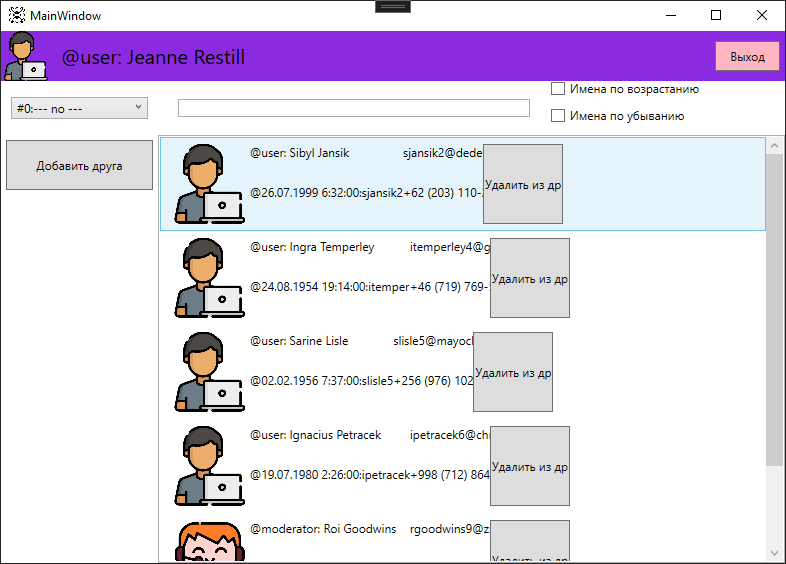 MainWindow
@user: Jeanne Restill
Выход
#0:--- no ---
Имена по возрастанию
Имена по убыванию
Добавить друга
@user: Sibyl Jansik sjansik2@dede
@26.07.1999 6:32:00:sjansik2+62 (203) 110-
Удалить из др
@user: Ingra Temperley itemperley4@g
@24.08.1954 19:14:00:itemper+46 (719) 769-
Удалить из др
@user: Sarine Lisle slisle5@mayocl
@02.02.1956 7:37:00:slisle5+256 (976) 102
Удалить из др
@user: Ignacius Petracek ipetracek6@ch
@19.07.1980 2:26:00:ipetracek+998 (712) 864
Удалить из др
@moderator: Roi Goodwins rgoodwins9@z
Удалить из др